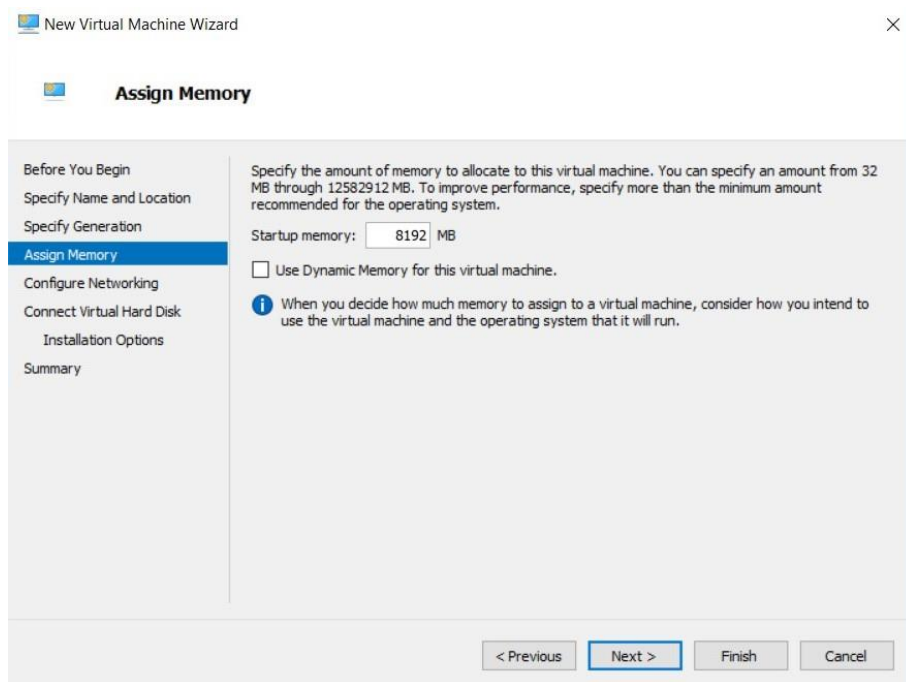 New Virtual Machine Wizard
Assign Memory
Before You Begin
Specify Name and Location
Specify Generation
Assign Memory
Configure Networking
Connect Virtual Hard Disk
Installation Options
Summary
Specify the amount of memory to allocate to this virtual machine. You can specify an amount from 32
MB through 12582912 MB. To improve performance, specify more than the minimum amount
recommended for the operating system.
Startup memory: 8192 MB
Use Dynamic Memory for this virtual machine.
When you decide how much memory to assign to a virtual machine, consider how you intend to
use the virtual machine and the operating system that it will run.
< Previous Next > Finish Cancel